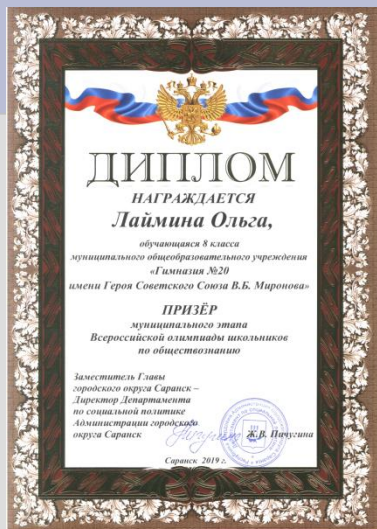 ДИПЛОМ
НАГРАЖДАЕТСЯ
Лаймина Ольга,
обучающаяся 8 класса
муниципального общеобразовательного учреждения
«Гимназия №20
имени Героя Советского Союза В.Б. Миронова»
ПРИЗЁР
муниципального этапа
Всероссийской олимпиады школьников
по обществознанию
Заместитель Главы
городского округа Саранск –
Директор Департамента
по социальной политике
Администрации городского
округа Саранск Ж.В. Пичугина
Саранск 2019 г.